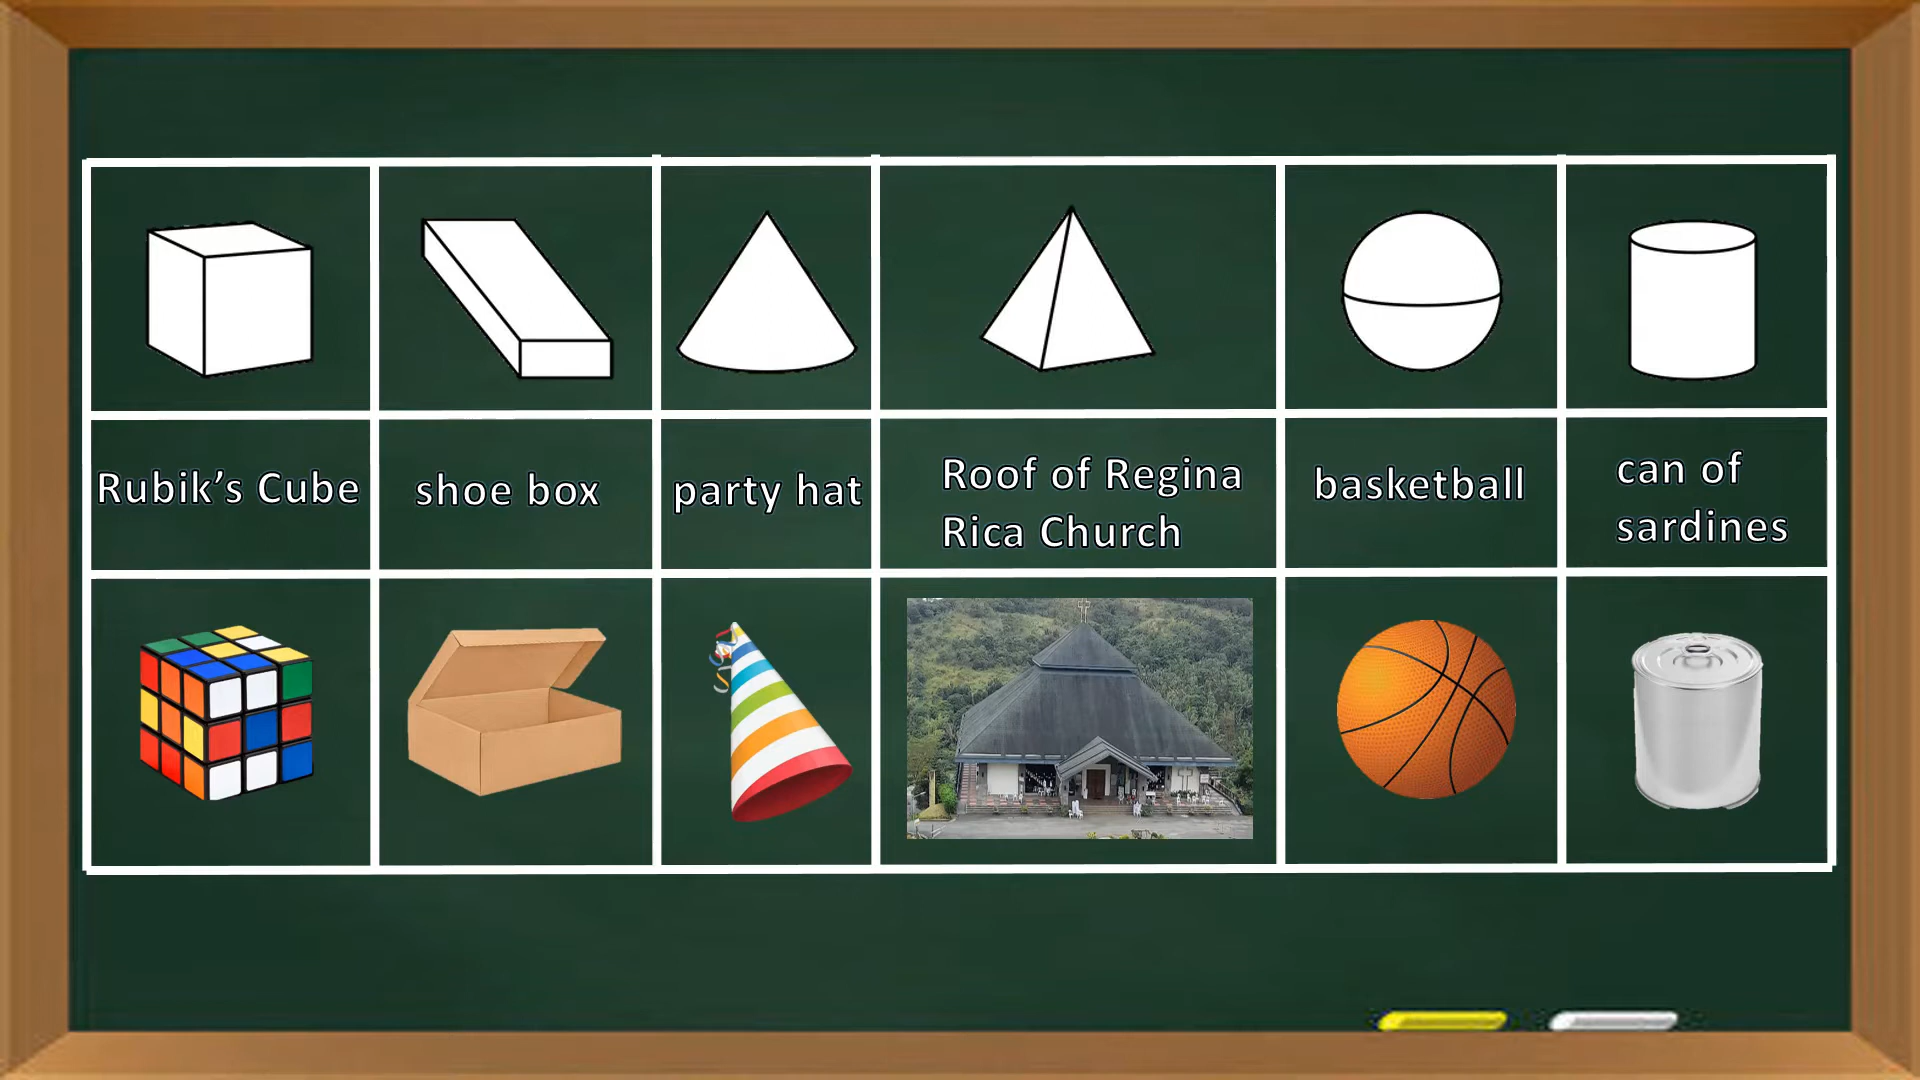 Rubik's Cube
shoe box
party hat
Roof of Regina
Rica Church
basketball
can of
sardines